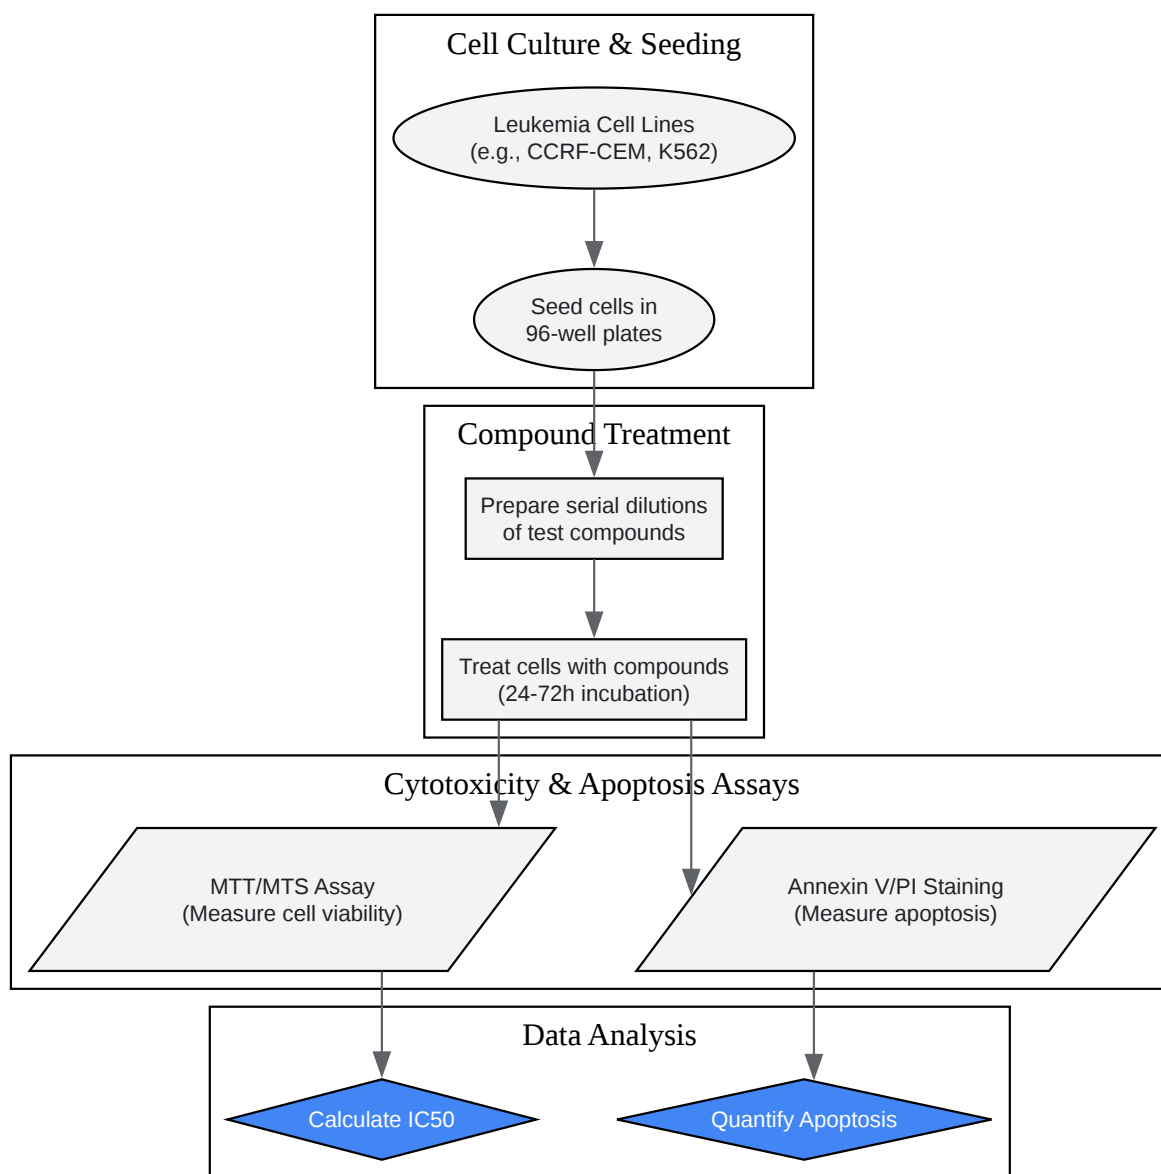 Cell Culture & Seeding
Leukemia Cell Lines
(e.g., CCRF-CEM, K562)
Seed cells in
96-well plates
Compound Treatment
Prepare serial dilutions
of test compounds
Treat cells with compounds
(24-72h incubation)
Cytotoxicity & Apoptosis Assays
MTT/MTS Assay
(Measure cell viability)
Annexin V/PI Staining
(Measure apoptosis)
Data Analysis
Calculate IC50
Quantify Apoptosis